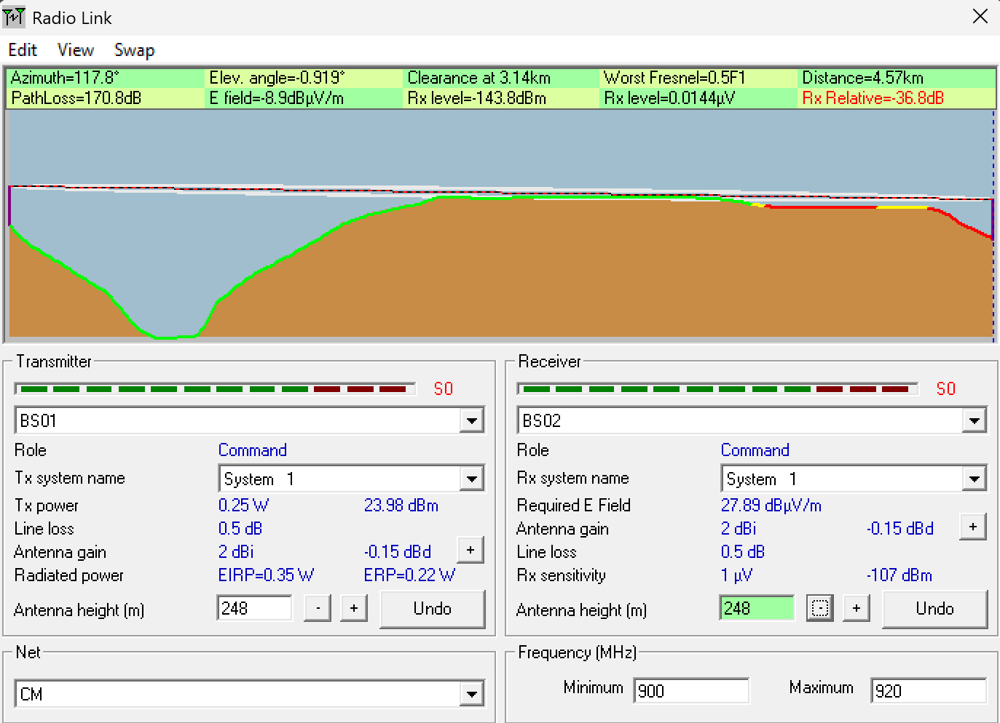 Radio Link
Edit View Swap
Azimuth=117.8° Elev. angle=-0.919° Clearance at 3.14km Worst Fresnel=0.5F1 Distance=4.57km
PathLoss=170.8dB E field=-8.9dBµV/m Rx level=-143.8dBm Rx level=0.0144µV Rx Relative=-36.8dB
Transmitter
S0
BS01
Role Command
Tx system name System 1
Tx power 0.25 W 23.98 dBm
Line loss 0.5 dB
Antenna gain 2 dBi -0.15 dBd +
Radiated power EIRP=0.35 W ERP=0.22 W
Antenna height (m) 248 - + Undo
Receiver
S0
BS02
Role Command
Rx system name System 1
Required E Field 27.89 dBµV/m
Antenna gain 2 dBi -0.15 dBd +
Line loss 0.5 dB
Rx sensitivity 1 µV -107 dBm
Antenna height (m) 248 - + Undo
Net
CM
Frequency (MHz)
Minimum 900 Maximum 920